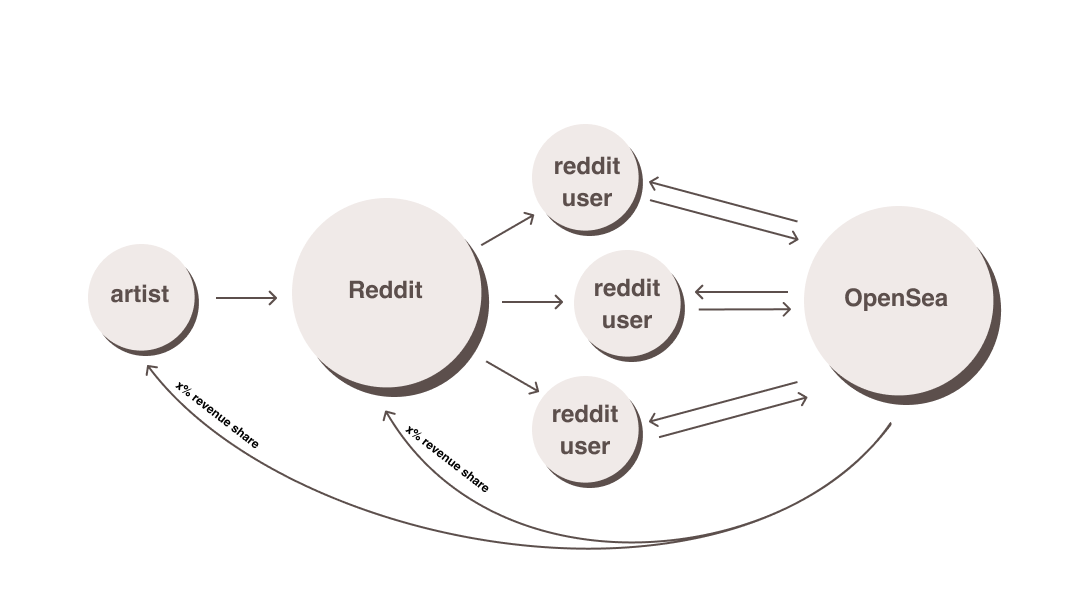 artist
Reddit
reddit
user
reddit
user
reddit
user
OpenSea
x% revenue share
x% revenue share